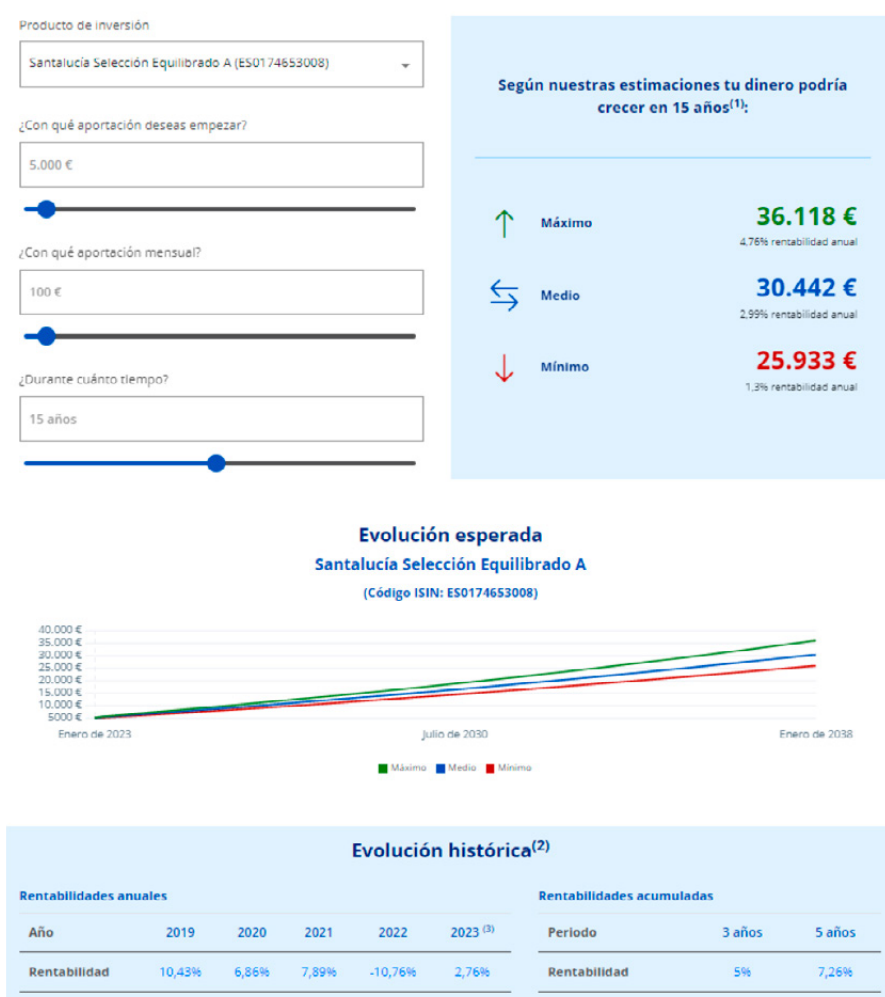 Producto de inversión
Santalucía Selección Equilibrado A (ES0174653008)
¿Con qué aportación deseas empezar?
5.000 €
¿Con qué aportación mensual?
100 €
¿Durante cuánto tiempo?
15 años
Según nuestras estimaciones tu dinero podría
crecer en 15 años(1):
Máximo
36.118 €
4,76% rentabilidad anual
Medio
30.442 €
2,99% rentabilidad anual
Mínimo
25.933 €
1,3% rentabilidad anual
Evolución esperada
Santalucía Selección Equilibrado A
(Código ISIN: ES0174653008)
40.000 €
35.000 €
30.000 €
25.000 €
20.000 €
15.000 €
10.000 €
5000 €
Enero de 2023 Julio de 2030 Enero de 2038
Máximo Medio Mínimo
Evolución histórica(2)
Rentabilidades anuales
Año 2019 2020 2021 2022 2023 (3)
Rentabilidad 10,43% 6,86% 7,89% -10,76% 2,76%
Rentabilidades acumuladas
Periodo 3 años 5 años
Rentabilidad 5% 7,26%